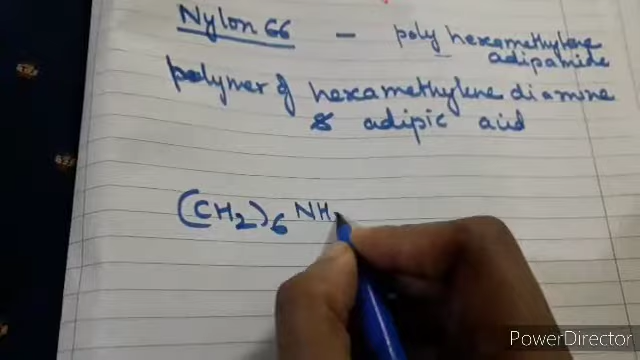 Nylon 66 - poly hexamethylene
adipamide
polymer of hexamethylene diamine
& adipic acid
(CH2)6 NH
PowerDirector